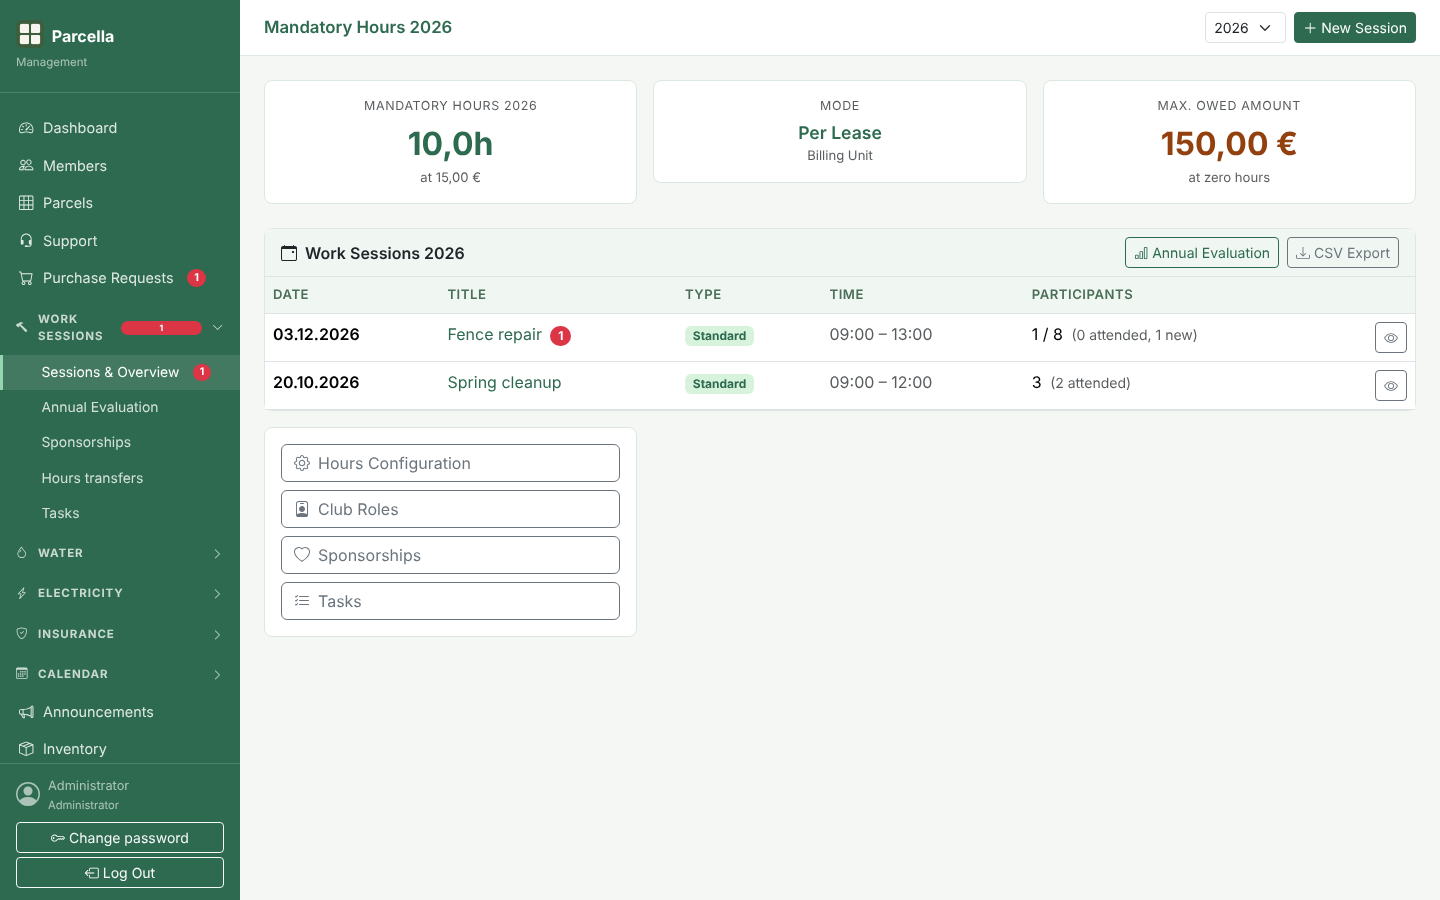 Parcella
Management
Dashboard
Members
Parcels
Support
Purchase Requests 1
WORK SESSIONS 1
Sessions & Overview 1
Annual Evaluation
Sponsorships
Hours transfers
Tasks
WATER
ELECTRICITY
INSURANCE
CALENDAR
Announcements
Inventory
Administrator
Administrator
Change password
Log Out
Mandatory Hours 2026
2026
New Session
MANDATORY HOURS 2026
10,0h
at 15,00 €
MODE
Per Lease
Billing Unit
MAX. OWED AMOUNT
150,00 €
at zero hours
Work Sessions 2026
Annual Evaluation
CSV Export
DATE TITLE TYPE TIME PARTICIPANTS
03.12.2026 Fence repair 1 Standard 09:00 – 13:00 1 / 8 (0 attended, 1 new)
20.10.2026 Spring cleanup Standard 09:00 – 12:00 3 (2 attended)
Hours Configuration
Club Roles
Sponsorships
Tasks